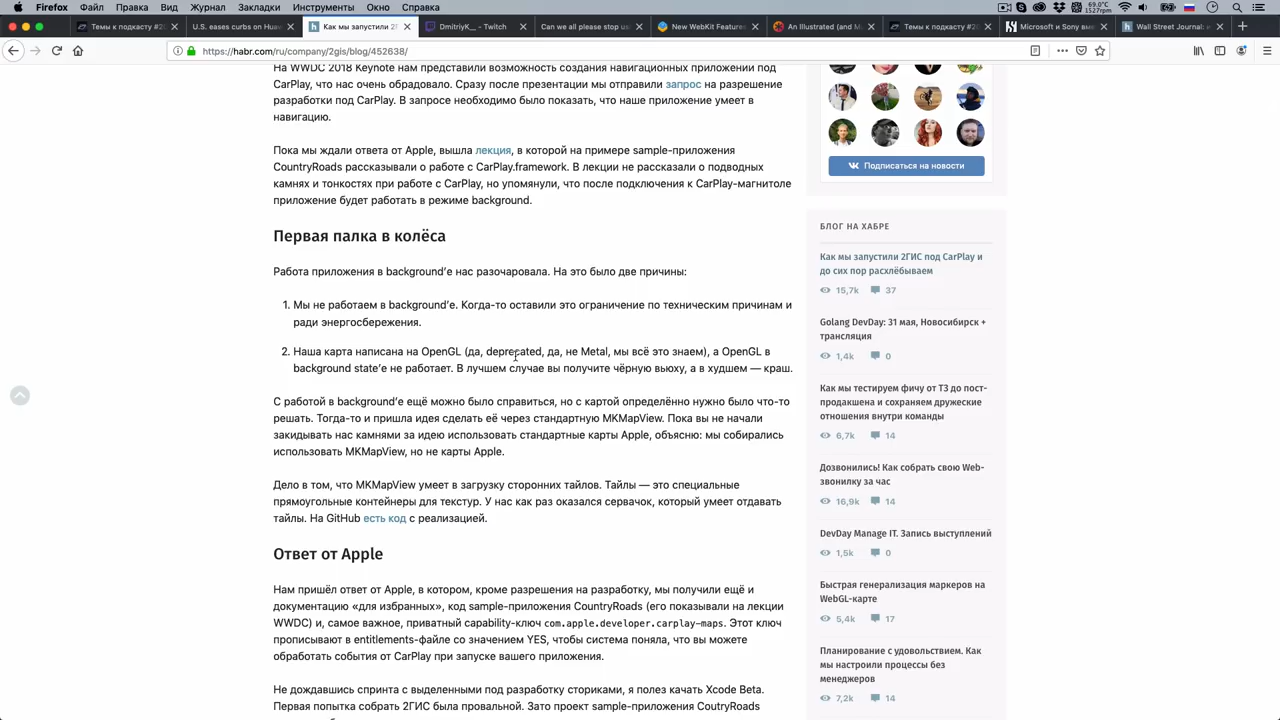 Firefox Файл Правка Вид Журнал Закладки Инструменты Окно Справка
69,0°C
1527rpm
Темы к подкасту #2
U.S. eases curbs on Huaw
Как мы запустили 2Г
DmitriyK__ - Twitch
Can we all please stop us
New WebKit Features
An Illustrated (and Mu
Темы к подкасту #20
Microsoft и Sony вме
Wall Street Journal: н
https://habr.com/ru/company/2gis/blog/452638/
На WWDC 2018 Keynote нам представили возможность создания навигационных приложений под
CarPlay, что нас очень обрадовало. Сразу после презентации мы отправили запрос на разрешение
разработки под CarPlay. В запросе необходимо было показать, что наше приложение умеет в
навигацию.
Пока мы ждали ответа от Apple, вышла лекция, в которой на примере sample-приложения
CountryRoads рассказывали о работе с CarPlay.framework. В лекции не рассказали о подводных
камнях и тонкостях при работе с CarPlay, но упомянули, что после подключения к CarPlay-магнитоле
приложение будет работать в режиме background.
Первая палка в колёса
Работа приложения в background’е нас разочаровала. На это было две причины:
1. Мы не работаем в background’е. Когда-то оставили это ограничение по техническим причинам и
ради энергосбережения.
2. Наша карта написана на OpenGL (да, deprecated, да, не Metal, мы всё это знаем), а OpenGL в
background state’е не работает. В лучшем случае вы получите чёрную вьюху, а в худшем — краш.
С работой в background’е ещё можно было справиться, но с картой определённо нужно было что-то
решать. Тогда-то и пришла идея сделать её через стандартную MKMapView. Пока вы не начали
закидывать нас камнями за идею использовать стандартные карты Apple, объясню: мы собирались
использовать MKMapView, но не карты Apple.
Дело в том, что MKMapView умеет в загрузку сторонних тайлов. Тайлы — это специальные
прямоугольные контейнеры для текстур. У нас как раз оказался сервачок, который умеет отдавать
тайлы. На GitHub есть код с реализацией.
Ответ от Apple
Нам пришёл ответ от Apple, в котором, кроме разрешения на разработку, мы получили ещё и
документацию «для избранных», код sample-приложения CountryRoads (его показывали на лекции
WWDC) и, самое важное, приватный capability-ключ com.apple.developer.carplay-maps. Этот ключ
прописывают в entitlements-файле со значением YES, чтобы система поняла, что вы можете
обработать события от CarPlay при запуске вашего приложения.
Не дождавшись спринта с выделенными под разработку сториками, я полез качать Xcode Beta.
Первая попытка собрать 2ГИС была провальной. Зато проект sample-приложения CoutryRoads
Подписаться на новости
БЛОГ НА ХАБРЕ
Как мы запустили 2ГИС под CarPlay и
до сих пор расхлёбываем
15,7k 37
Golang DevDay: 31 мая, Новосибирск +
трансляция
1,4k 0
Как мы тестируем фичу от ТЗ до пост-
продакшена и сохраняем дружеские
отношения внутри команды
6,7k 14
Дозвонились! Как собрать свою Web-
звонилку за час
16,9k 14
DevDay Manage IT. Запись выступлений
1,5k 0
Быстрая генерализация маркеров на
WebGL-карте
5,4k 17
Планирование с удовольствием. Как
мы настроили процессы без
менеджеров
7,2k 14